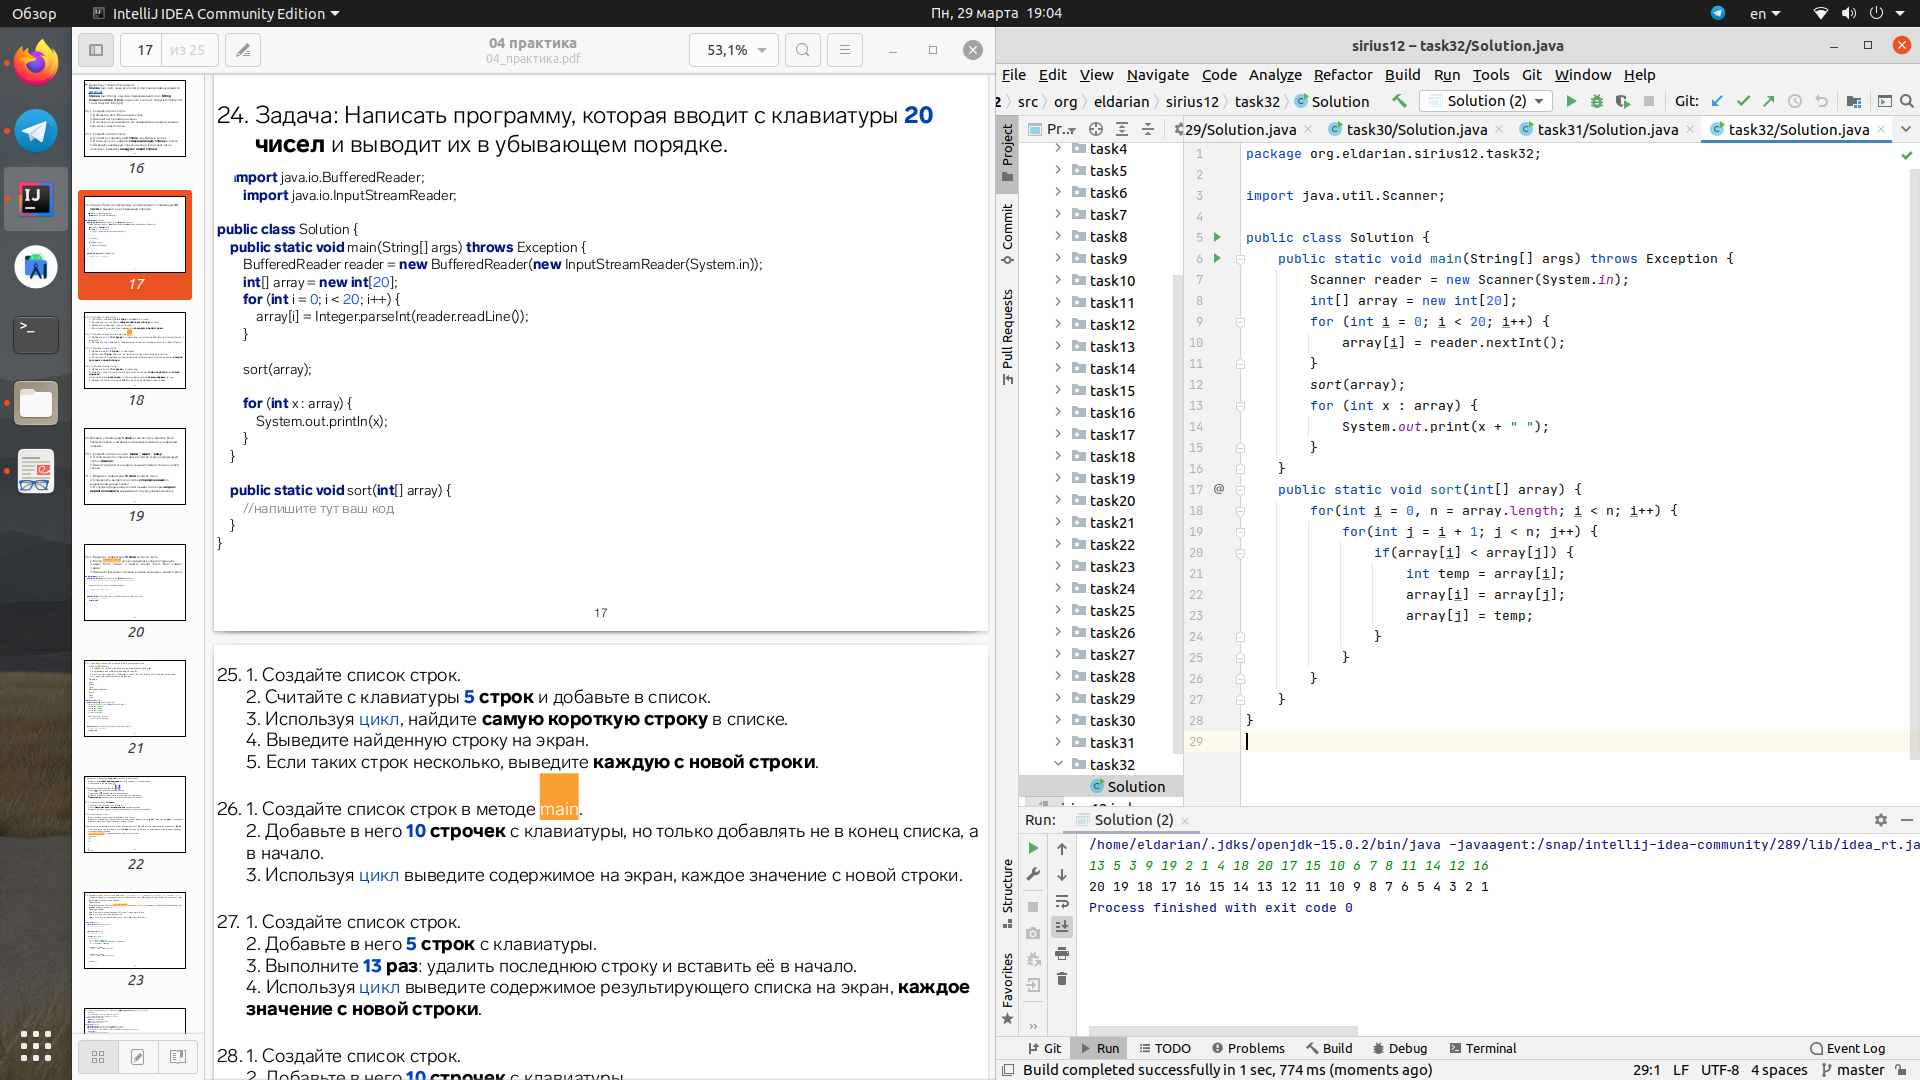 Обзор
IntelliJ IDEA Community Edition
Пн, 29 марта 19:04
en
17
из 25
04 практика
04_практика.pdf
53,1%
16
17
18
19
20
21
22
23
24. Задача: Написать программу, которая вводит с клавиатуры 20
чисел и выводит их в убывающем порядке.
import java.io.BufferedReader;
import java.io.InputStreamReader;
public class Solution {
public static void main(String[] args) throws Exception {
BufferedReader reader = new BufferedReader(new InputStreamReader(System.in));
int[] array = new int[20];
for (int i = 0; i < 20; i++) {
array[i] = Integer.parseInt(reader.readLine());
}
sort(array);
for (int x : array) {
System.out.println(x);
}
}
public static void sort(int[] array) {
//напишите тут ваш код
}
}
17
25. 1. Создайте список строк.
2. Считайте с клавиатуры 5 строк и добавьте в список.
3. Используя цикл, найдите самую короткую строку в списке.
4. Выведите найденную строку на экран.
5. Если таких строк несколько, выведите каждую с новой строки.
26. 1. Создайте список строк в методе main.
2. Добавьте в него 10 строчек с клавиатуры, но только добавлять не в конец списка, а
в начало.
3. Используя цикл выведите содержимое на экран, каждое значение с новой строки.
27. 1. Создайте список строк.
2. Добавьте в него 5 строк с клавиатуры.
3. Выполните 13 раз: удалить последнюю строку и вставить её в начало.
4. Используя цикл выведите содержимое результирующего списка на экран, каждое
значение с новой строки.
28. 1. Создайте список строк.
2. Добавьте в него 10 строчек с клавиатуры.
sirius12 – task32/Solution.java
File Edit View Navigate Code Analyze Refactor Build Run Tools Git Window Help
2 src org eldarian sirius12 task32 Solution
Solution (2)
Git:
Pr..
29/Solution.java
task30/Solution.java
task31/Solution.java
task32/Solution.java
Project
Commit
Pull Requests
Structure
Favorites
task4
task5
task6
task7
task8
task9
task10
task11
task12
task13
task14
task15
task16
task17
task18
task19
task20
task21
task22
task23
task24
task25
task26
task27
task28
task29
task30
task31
task32
Solution
1 package org.eldarian.sirius12.task32;
2
3 import java.util.Scanner;
4
5 public class Solution {
6 public static void main(String[] args) throws Exception {
7 Scanner reader = new Scanner(System.in);
8 int[] array = new int[20];
9 for (int i = 0; i < 20; i++) {
10 array[i] = reader.nextInt();
11 }
12 sort(array);
13 for (int x : array) {
14 System.out.print(x + " ");
15 }
16 }
17 @ public static void sort(int[] array) {
18 for(int i = 0, n = array.length; i < n; i++) {
19 for(int j = i + 1; j < n; j++) {
20 if(array[i] < array[j]) {
21 int temp = array[i];
22 array[i] = array[j];
23 array[j] = temp;
24 }
25 }
26 }
27 }
28 }
29
Run: Solution (2)
/home/eldarian/.jdks/openjdk-15.0.2/bin/java -javaagent:/snap/intellij-idea-community/289/lib/idea_rt.ja
13 5 3 9 19 2 1 4 18 20 17 15 10 6 7 8 11 14 12 16
20 19 18 17 16 15 14 13 12 11 10 9 8 7 6 5 4 3 2 1
Process finished with exit code 0
Git Run TODO Problems Build Debug Terminal Event Log
Build completed successfully in 1 sec, 774 ms (moments ago)
29:1 LF UTF-8 4 spaces master